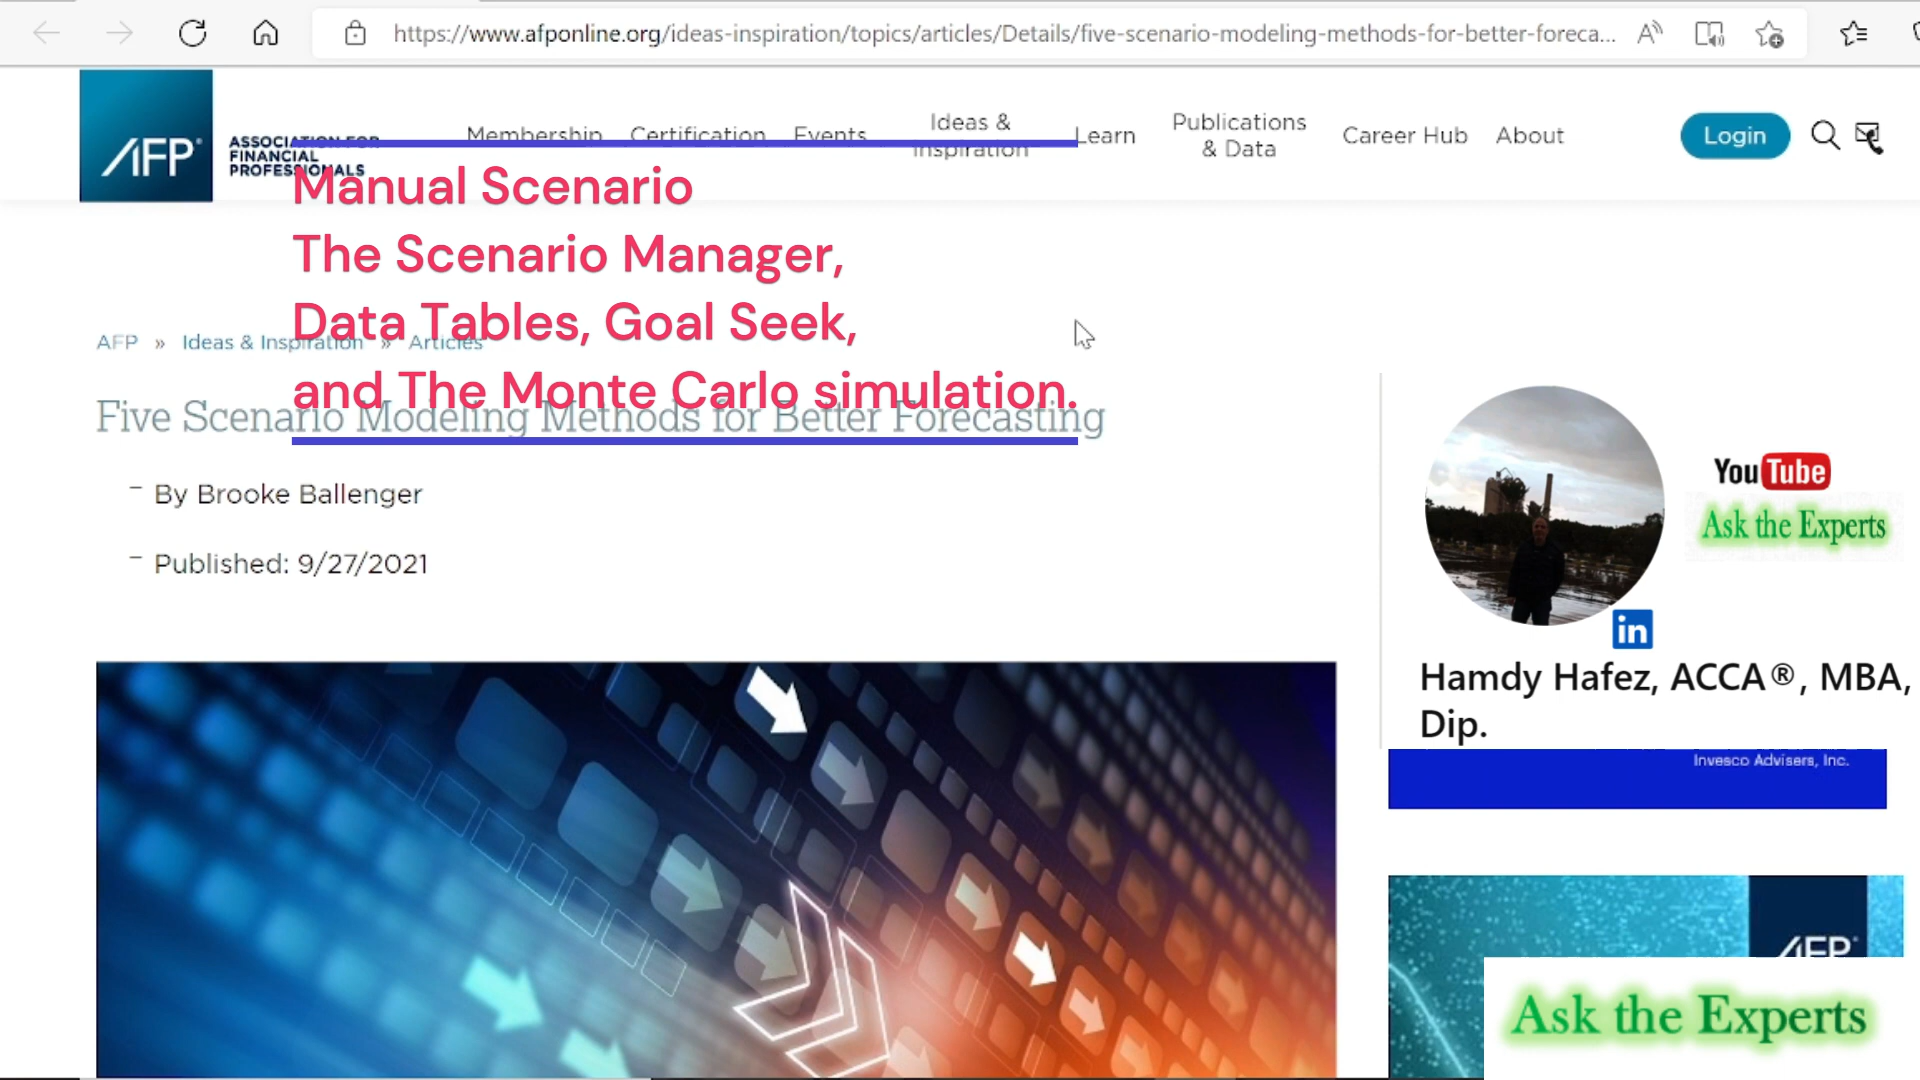 https://www.afponline.org/ideas-inspiration/topics/articles/Details/five-scenario-modeling-methods-for-better-foreca...
AFP
ASSOCIATION FOR
FINANCIAL
PROFESSIONALS
Membership
Certification
Events
Ideas &
Inspiration
Learn
Publications
& Data
Career Hub
About
Login
Manual Scenario
The Scenario Manager,
Data Tables, Goal Seek,
and The Monte Carlo simulation.
AFP » Ideas & Inspiration » Articles
Five Scenario Modeling Methods for Better Forecasting
– By Brooke Ballenger
– Published: 9/27/2021
YouTube
Ask the Experts
in
Hamdy Hafez, ACCA®, MBA,
Dip.
Invesco Advisers, Inc.
AFP
Ask the Experts